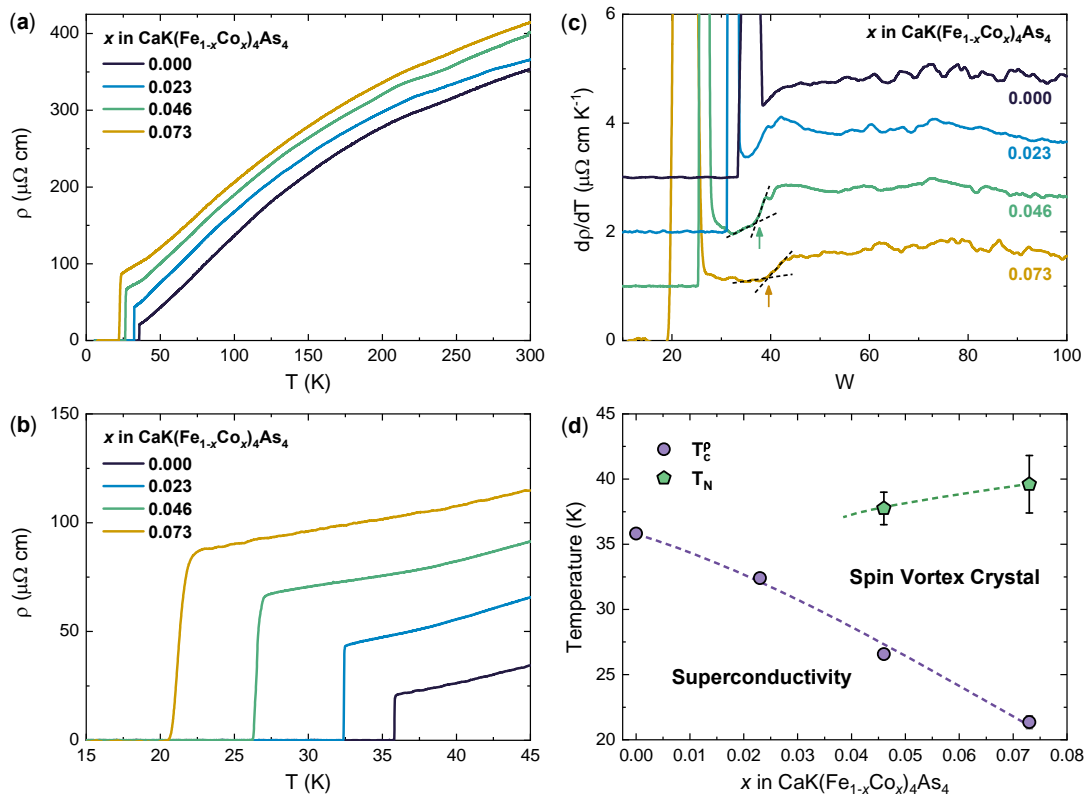 (a)
x in CaK(Fe1-xCox)4As4
0.000
0.023
0.046
0.073
400
300
200
100
0
ρ (μΩ cm)
50 100 150 200 250 300
T (K)
(b)
x in CaK(Fe1-xCox)4As4
0.000
0.023
0.046
0.073
150
100
50
0
ρ (μΩ cm)
15 20 25 30 35 40 45
T (K)
(c)
x in CaK(Fe1-xCox)4As4
0.000
0.023
0.046
0.073
6
4
2
0
dρ/dT (μΩ cm K-1)
20 40 60 80 100
W
(d)
Tcρ
TN
Spin Vortex Crystal
Superconductivity
45
40
35
30
25
20
Temperature (K)
0.00 0.01 0.02 0.03 0.04 0.05 0.06 0.07 0.08
x in CaK(Fe1-xCox)4As4